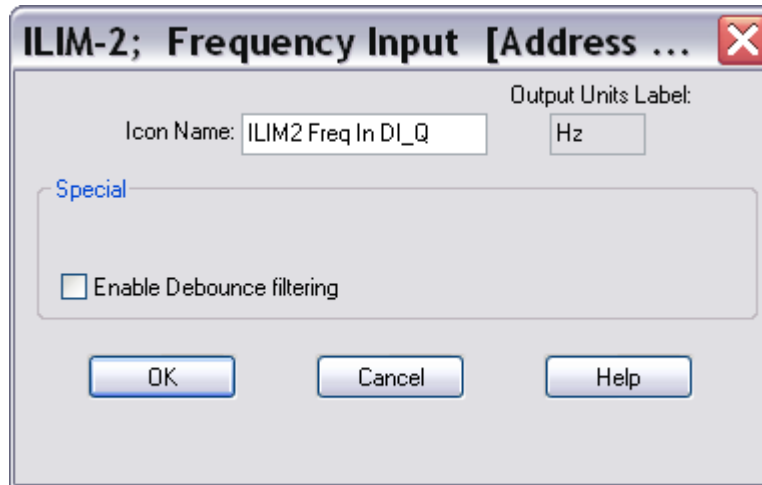 ILIM-2; Frequency Input [Address ...
Output Units Label:
Icon Name: ILIM2 Freq In DI_Q Hz
Special
Enable Debounce filtering
OK Cancel Help